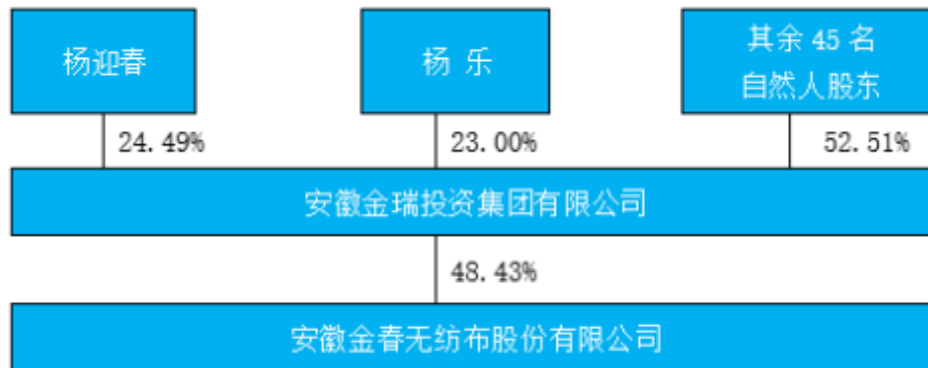 杨迎春
杨 乐
其余 45 名
自然人股东
24.49%
23.00%
52.51%
安徽金瑞投资集团有限公司
48.43%
安徽金春无纺布股份有限公司